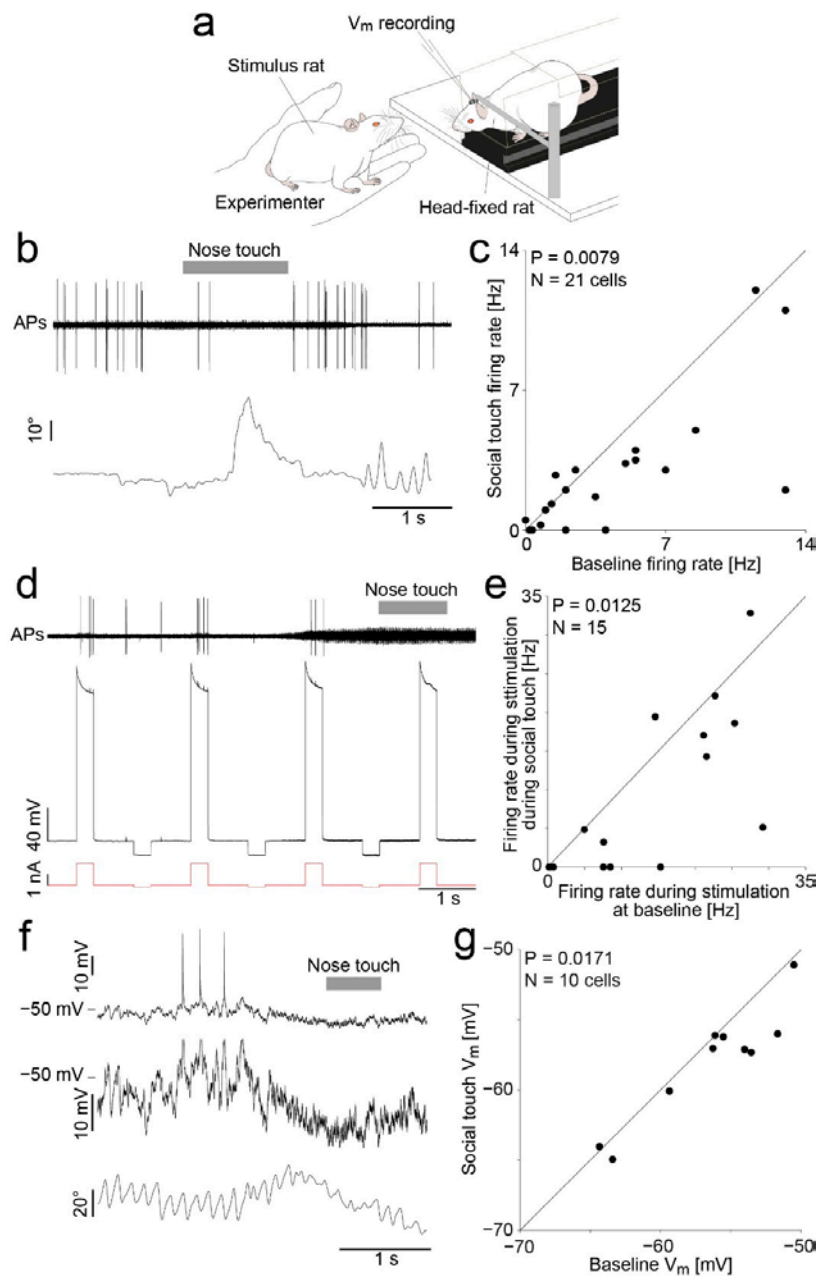 a
Vm recording
Stimulus rat
Experimenter
Head-fixed rat
b
Nose touch
APs
10°
1 s
c
P = 0.0079
N = 21 cells
14
7
0
Social touch firing rate [Hz]
0
7
14
Baseline firing rate [Hz]
d
Nose touch
APs
40 mV
1 nA
1 s
e
P = 0.0125
N = 15
35
0
Firing rate during sttimulation
during social touch [Hz]
0
35
Firing rate during stimulation
at baseline [Hz]
f
10 mV
Nose touch
−50 mV
−50 mV
10 mV
20°
1 s
g
P = 0.0171
N = 10 cells
−50
−60
−70
Social touch Vm [mV]
−70
−60
−50
Baseline Vm [mV]